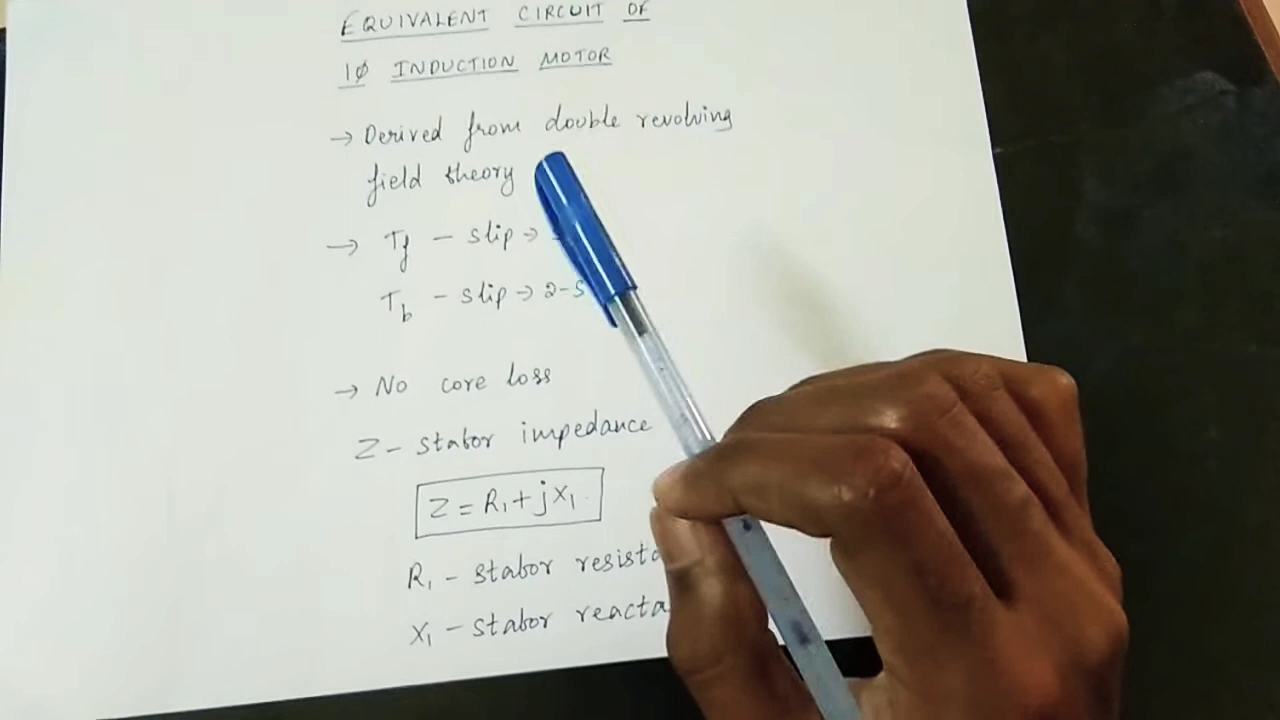 EQUIVALENT CIRCUIT OF
1Ø INDUCTION MOTOR
→ Derived from double revolving
field theory
→ Tf - slip →
Tb - slip → 2-s
→ No core loss
Z - stator impedance
Z = R1 + jX1
R1 - stator
X1 - stator